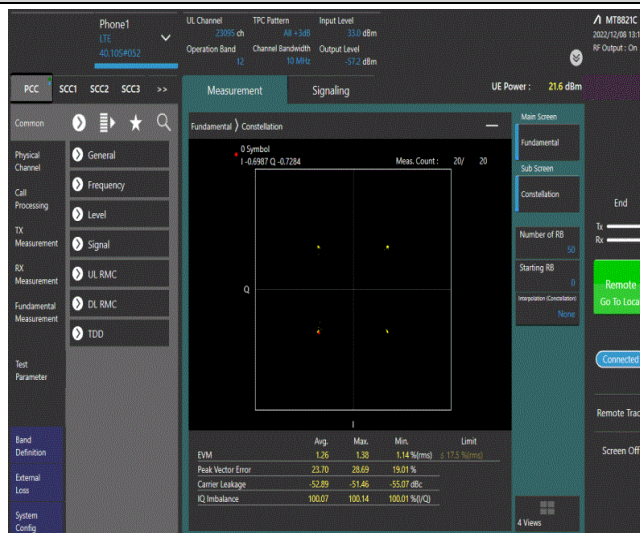 Phone1
LTE
40.10S#052
UL Channel
23095 ch
TPC Pattern
All +3dB
Input Level
33.0 dBm
Operation Band
12
Channel Bandwidth
10 MHz
Output Level
-57.2 dBm
MT8821C
2022/12/08 13:1
RF Output : On
PCC SCC1 SCC2 SCC3 >>
Measurement
Signaling
UE Power : 21.6 dBm
Common
Physical
Channel
Call
Processing
TX
Measurement
RX
Measurement
Fundamental
Measurement
Test
Parameter
Band
Definition
External
Loss
System
Config
General
Frequency
Level
Signal
UL RMC
DL RMC
TDD
Fundamental ⟩ Constellation
0 Symbol
I -0.6987 Q -0.7284
Meas. Count : 20/ 20
Q
I
Avg. Max. Min. Limit
EVM 1.26 1.38 1.14 %(rms) ≤ 17.5 %(rms)
Peak Vector Error 23.70 28.69 19.01 %
Carrier Leakage -52.89 -51.46 -55.07 dBc
IQ Imbalance 100.07 100.14 100.01 %(I/Q)
Main Screen
Fundamental
Sub Screen
Constellation
Number of RB
50
Starting RB
0
Interpolation (Constellation)
None
4 Views
End
Tx
Rx
Remote
Go To Loca
Connected
Remote Trac
Screen Off